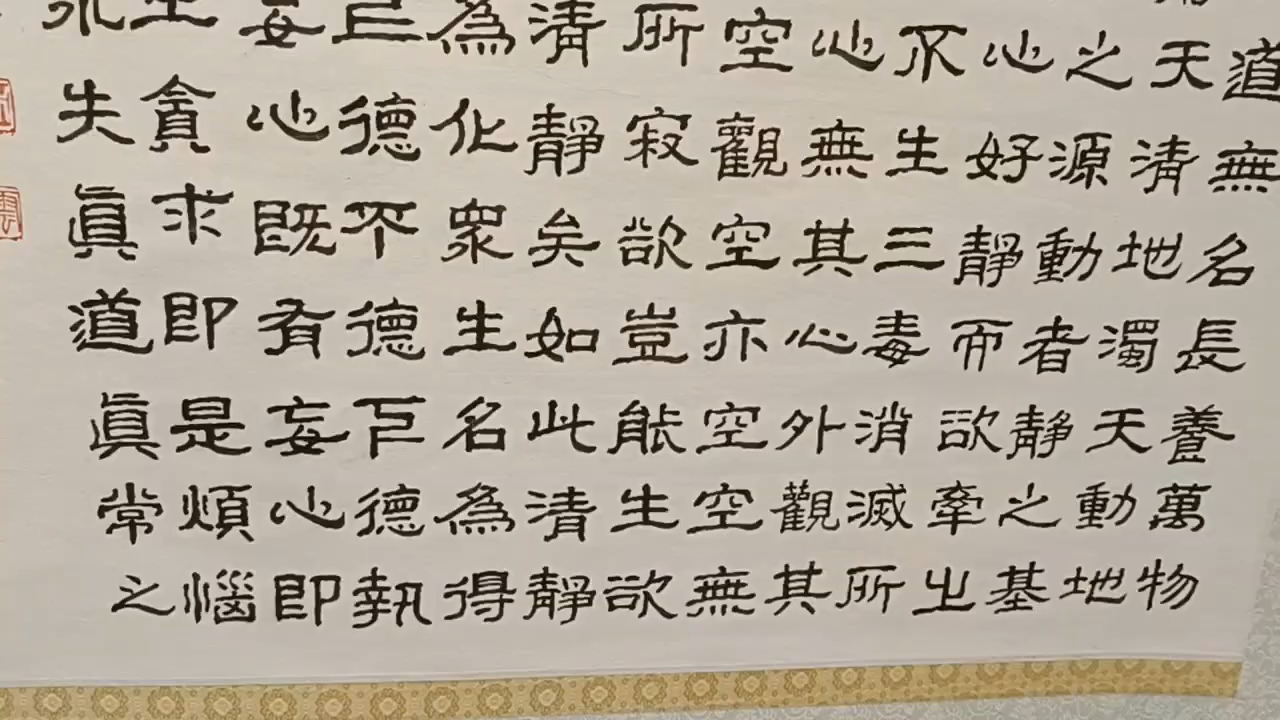 道無名長養萬物
天清地濁天動地
之源動者靜之基
心好靜而欲牽之
不生三毒消滅所
心無其心外觀其
空觀空亦空空無
所寂欲豈能生欲
清靜矣如此清靜
為化眾生名為得
德不德下德執
妄心既有妄心即
生貪求即是煩惱
永失眞道眞常之